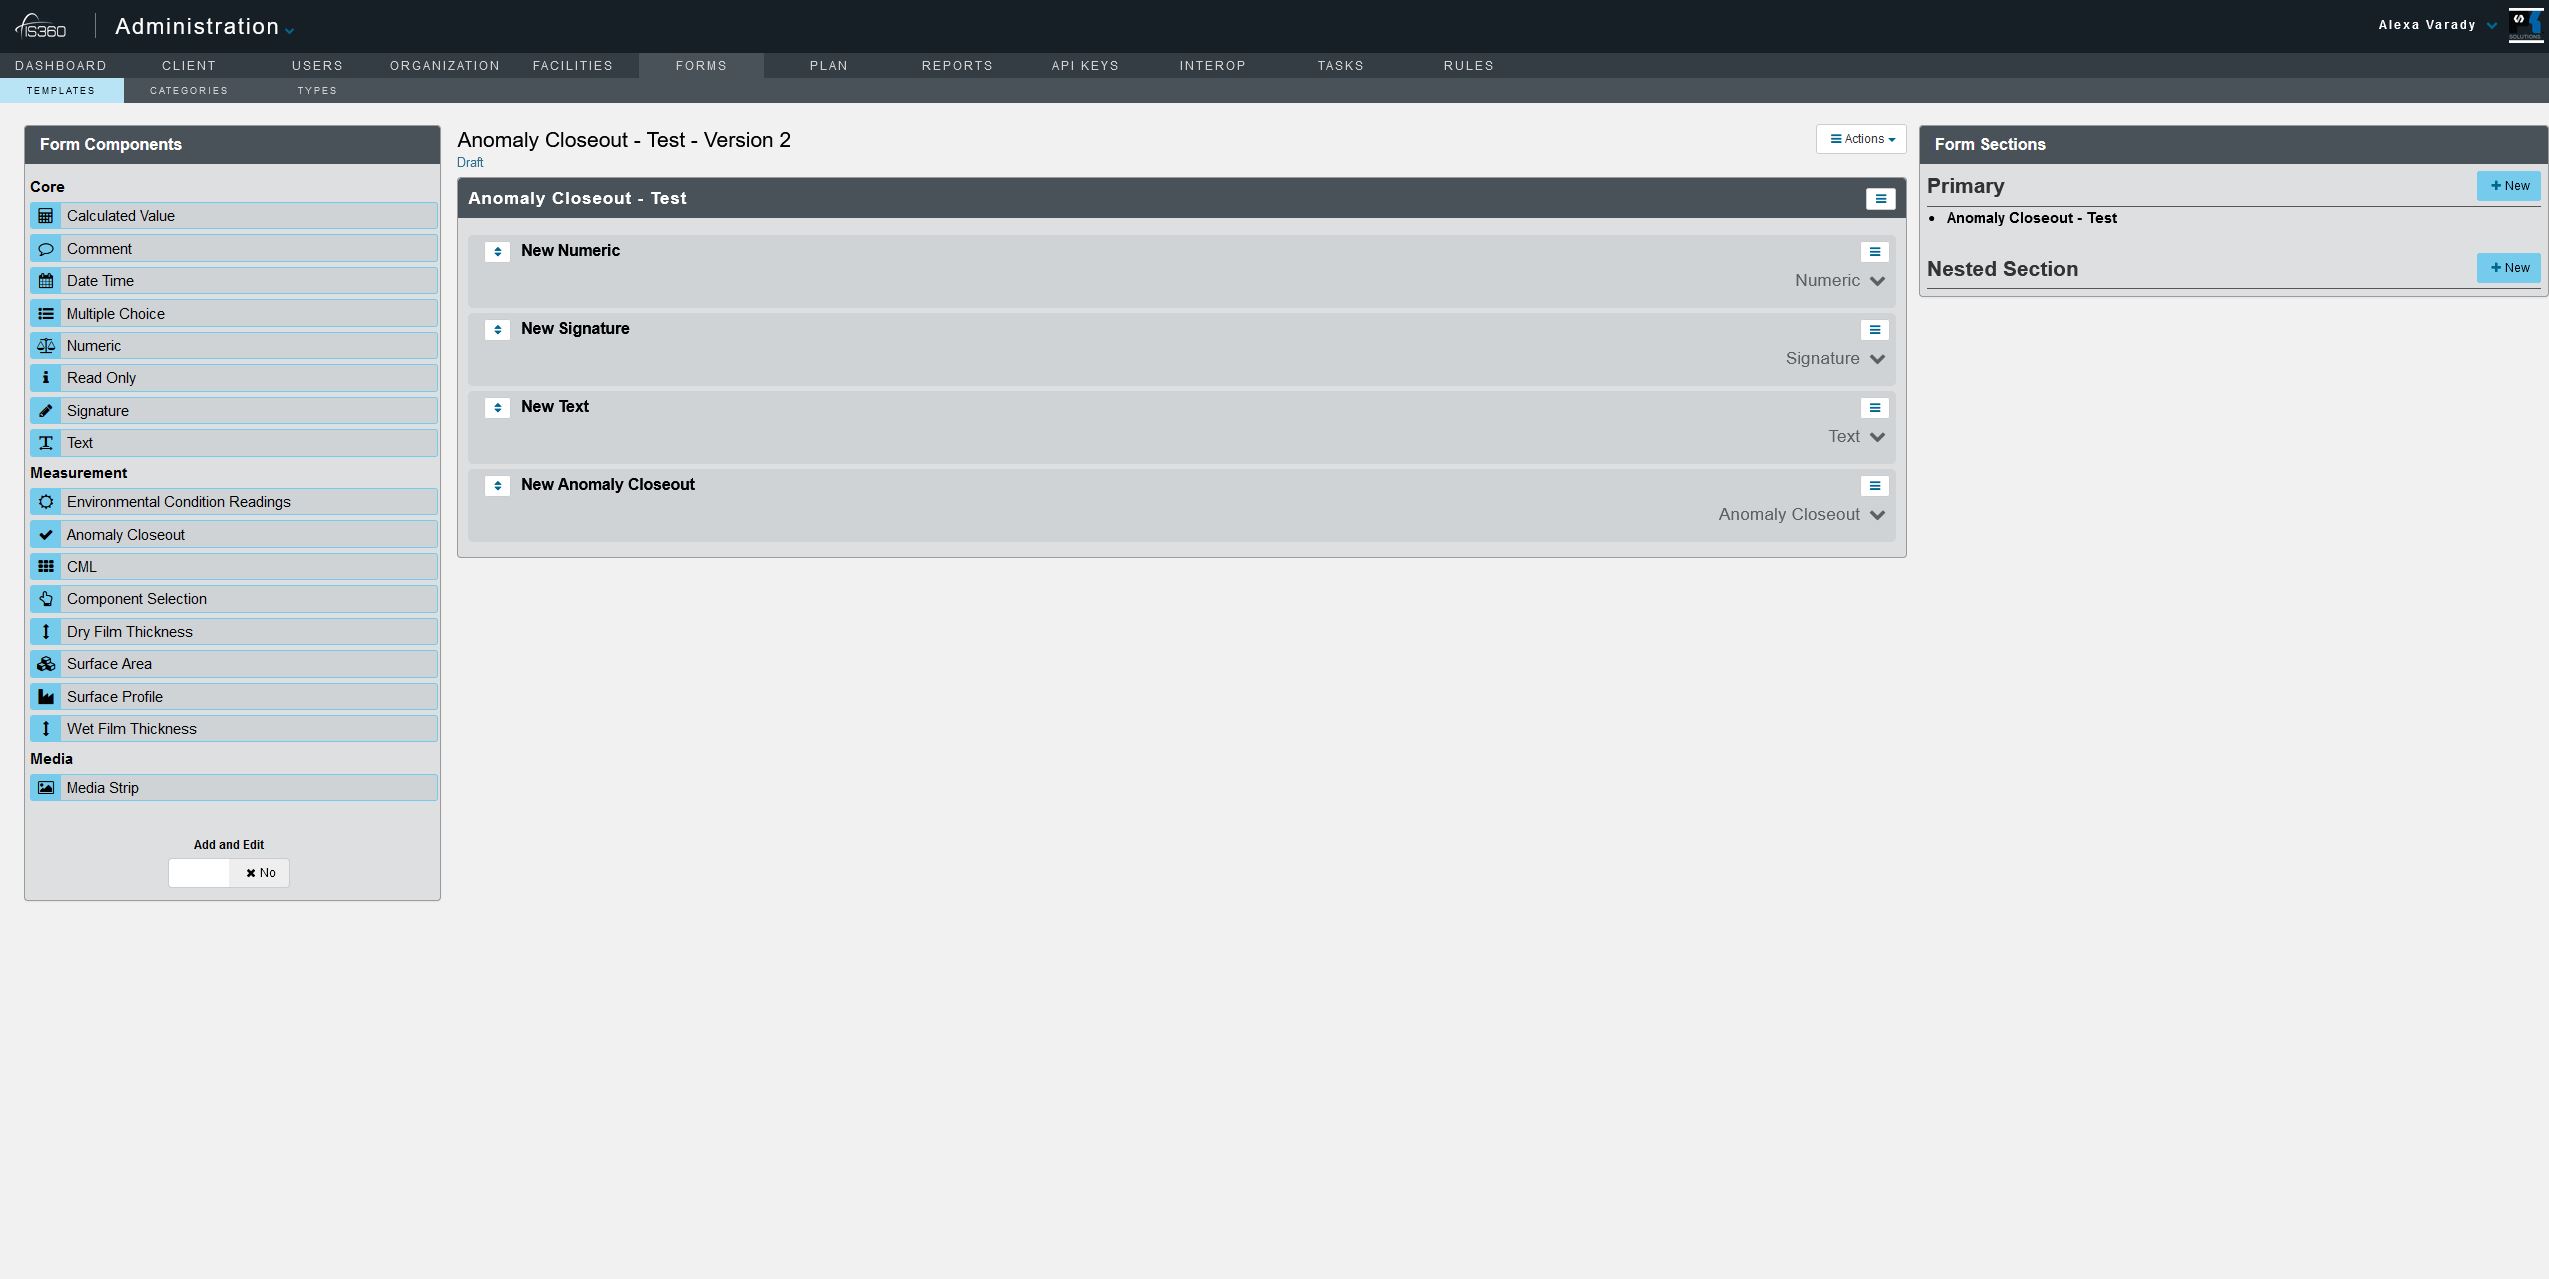 IS360
Administration
Alexa Varady
SOLUTIONS
DASHBOARD CLIENT USERS ORGANIZATION FACILITIES FORMS PLAN REPORTS API KEYS INTEROP TASKS RULES
TEMPLATES CATEGORIES TYPES
Form Components
Core
Calculated Value
Comment
Date Time
Multiple Choice
Numeric
Read Only
Signature
Text
Measurement
Environmental Condition Readings
Anomaly Closeout
CML
Component Selection
Dry Film Thickness
Surface Area
Surface Profile
Wet Film Thickness
Media
Media Strip
Add and Edit
No
Anomaly Closeout - Test - Version 2
Actions
Draft
Anomaly Closeout - Test
New Numeric
Numeric
New Signature
Signature
New Text
Text
New Anomaly Closeout
Anomaly Closeout
Form Sections
Primary
New
Anomaly Closeout - Test
Nested Section
New